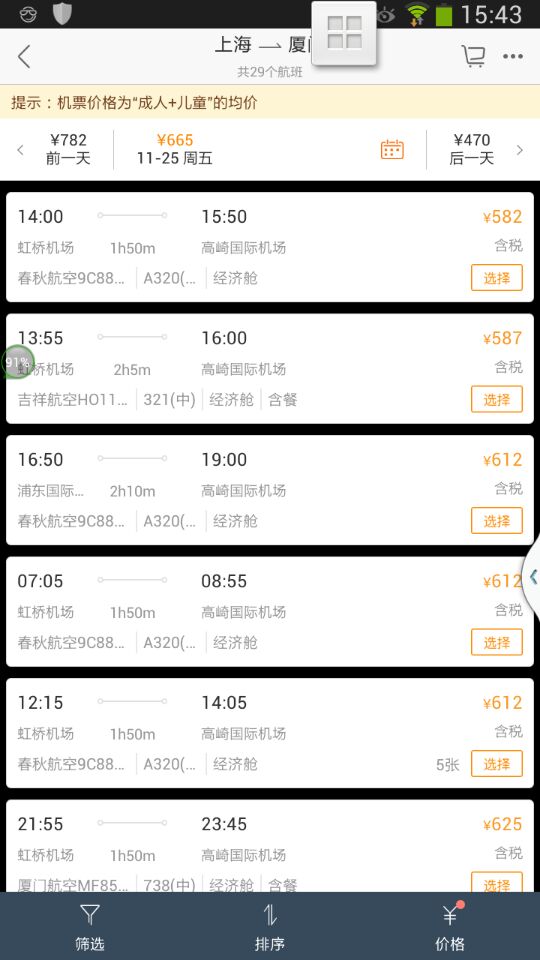 15:43
上海 厦
共29个航班
提示：机票价格为“成人+儿童”的均价
¥782 ¥665 ¥470
前一天 11-25 周五 后一天
14:00 15:50 ¥582
虹桥机场 1h50m 高崎国际机场 含税
春秋航空9C88... A320(... 经济舱 选择
13:55 16:00 ¥587
91% 桥机场 2h5m 高崎国际机场 含税
吉祥航空HO11... 321(中) 经济舱 含餐 选择
16:50 19:00 ¥612
浦东国际... 2h10m 高崎国际机场 含税
春秋航空9C88... A320(... 经济舱 选择
07:05 08:55 ¥612
虹桥机场 1h50m 高崎国际机场 含税
春秋航空9C88... A320(... 经济舱 选择
12:15 14:05 ¥612
虹桥机场 1h50m 高崎国际机场 含税
春秋航空9C88... A320(... 经济舱 5张 选择
21:55 23:45 ¥625
虹桥机场 1h50m 高崎国际机场 含税
厦门航空MF85... 738(中) 经济舱 含餐 选择
筛选 排序 价格